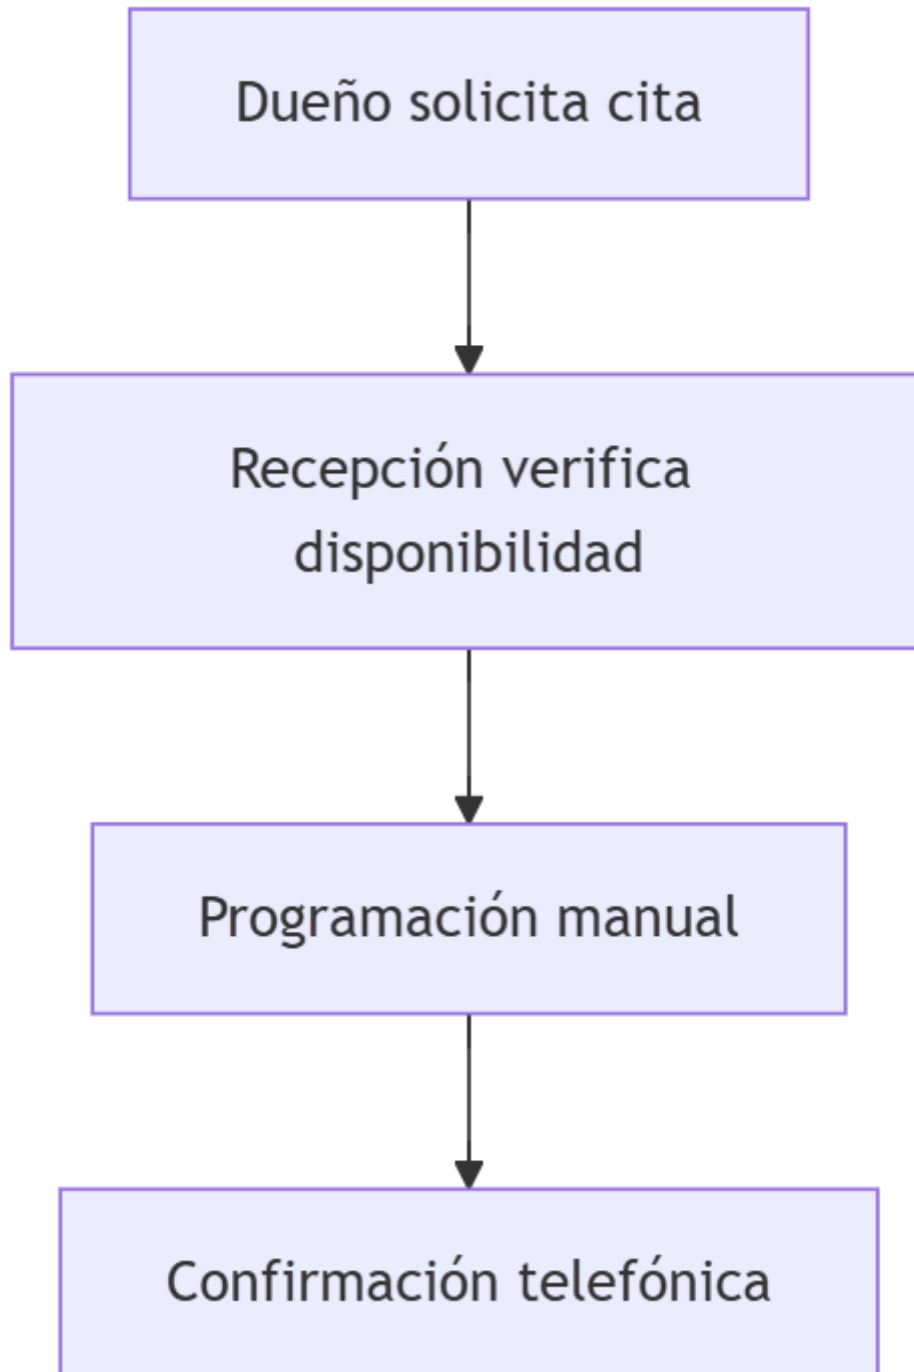 Dueño solicita cita
Recepción verifica
disponibilidad
Programación manual
Confirmación telefónica